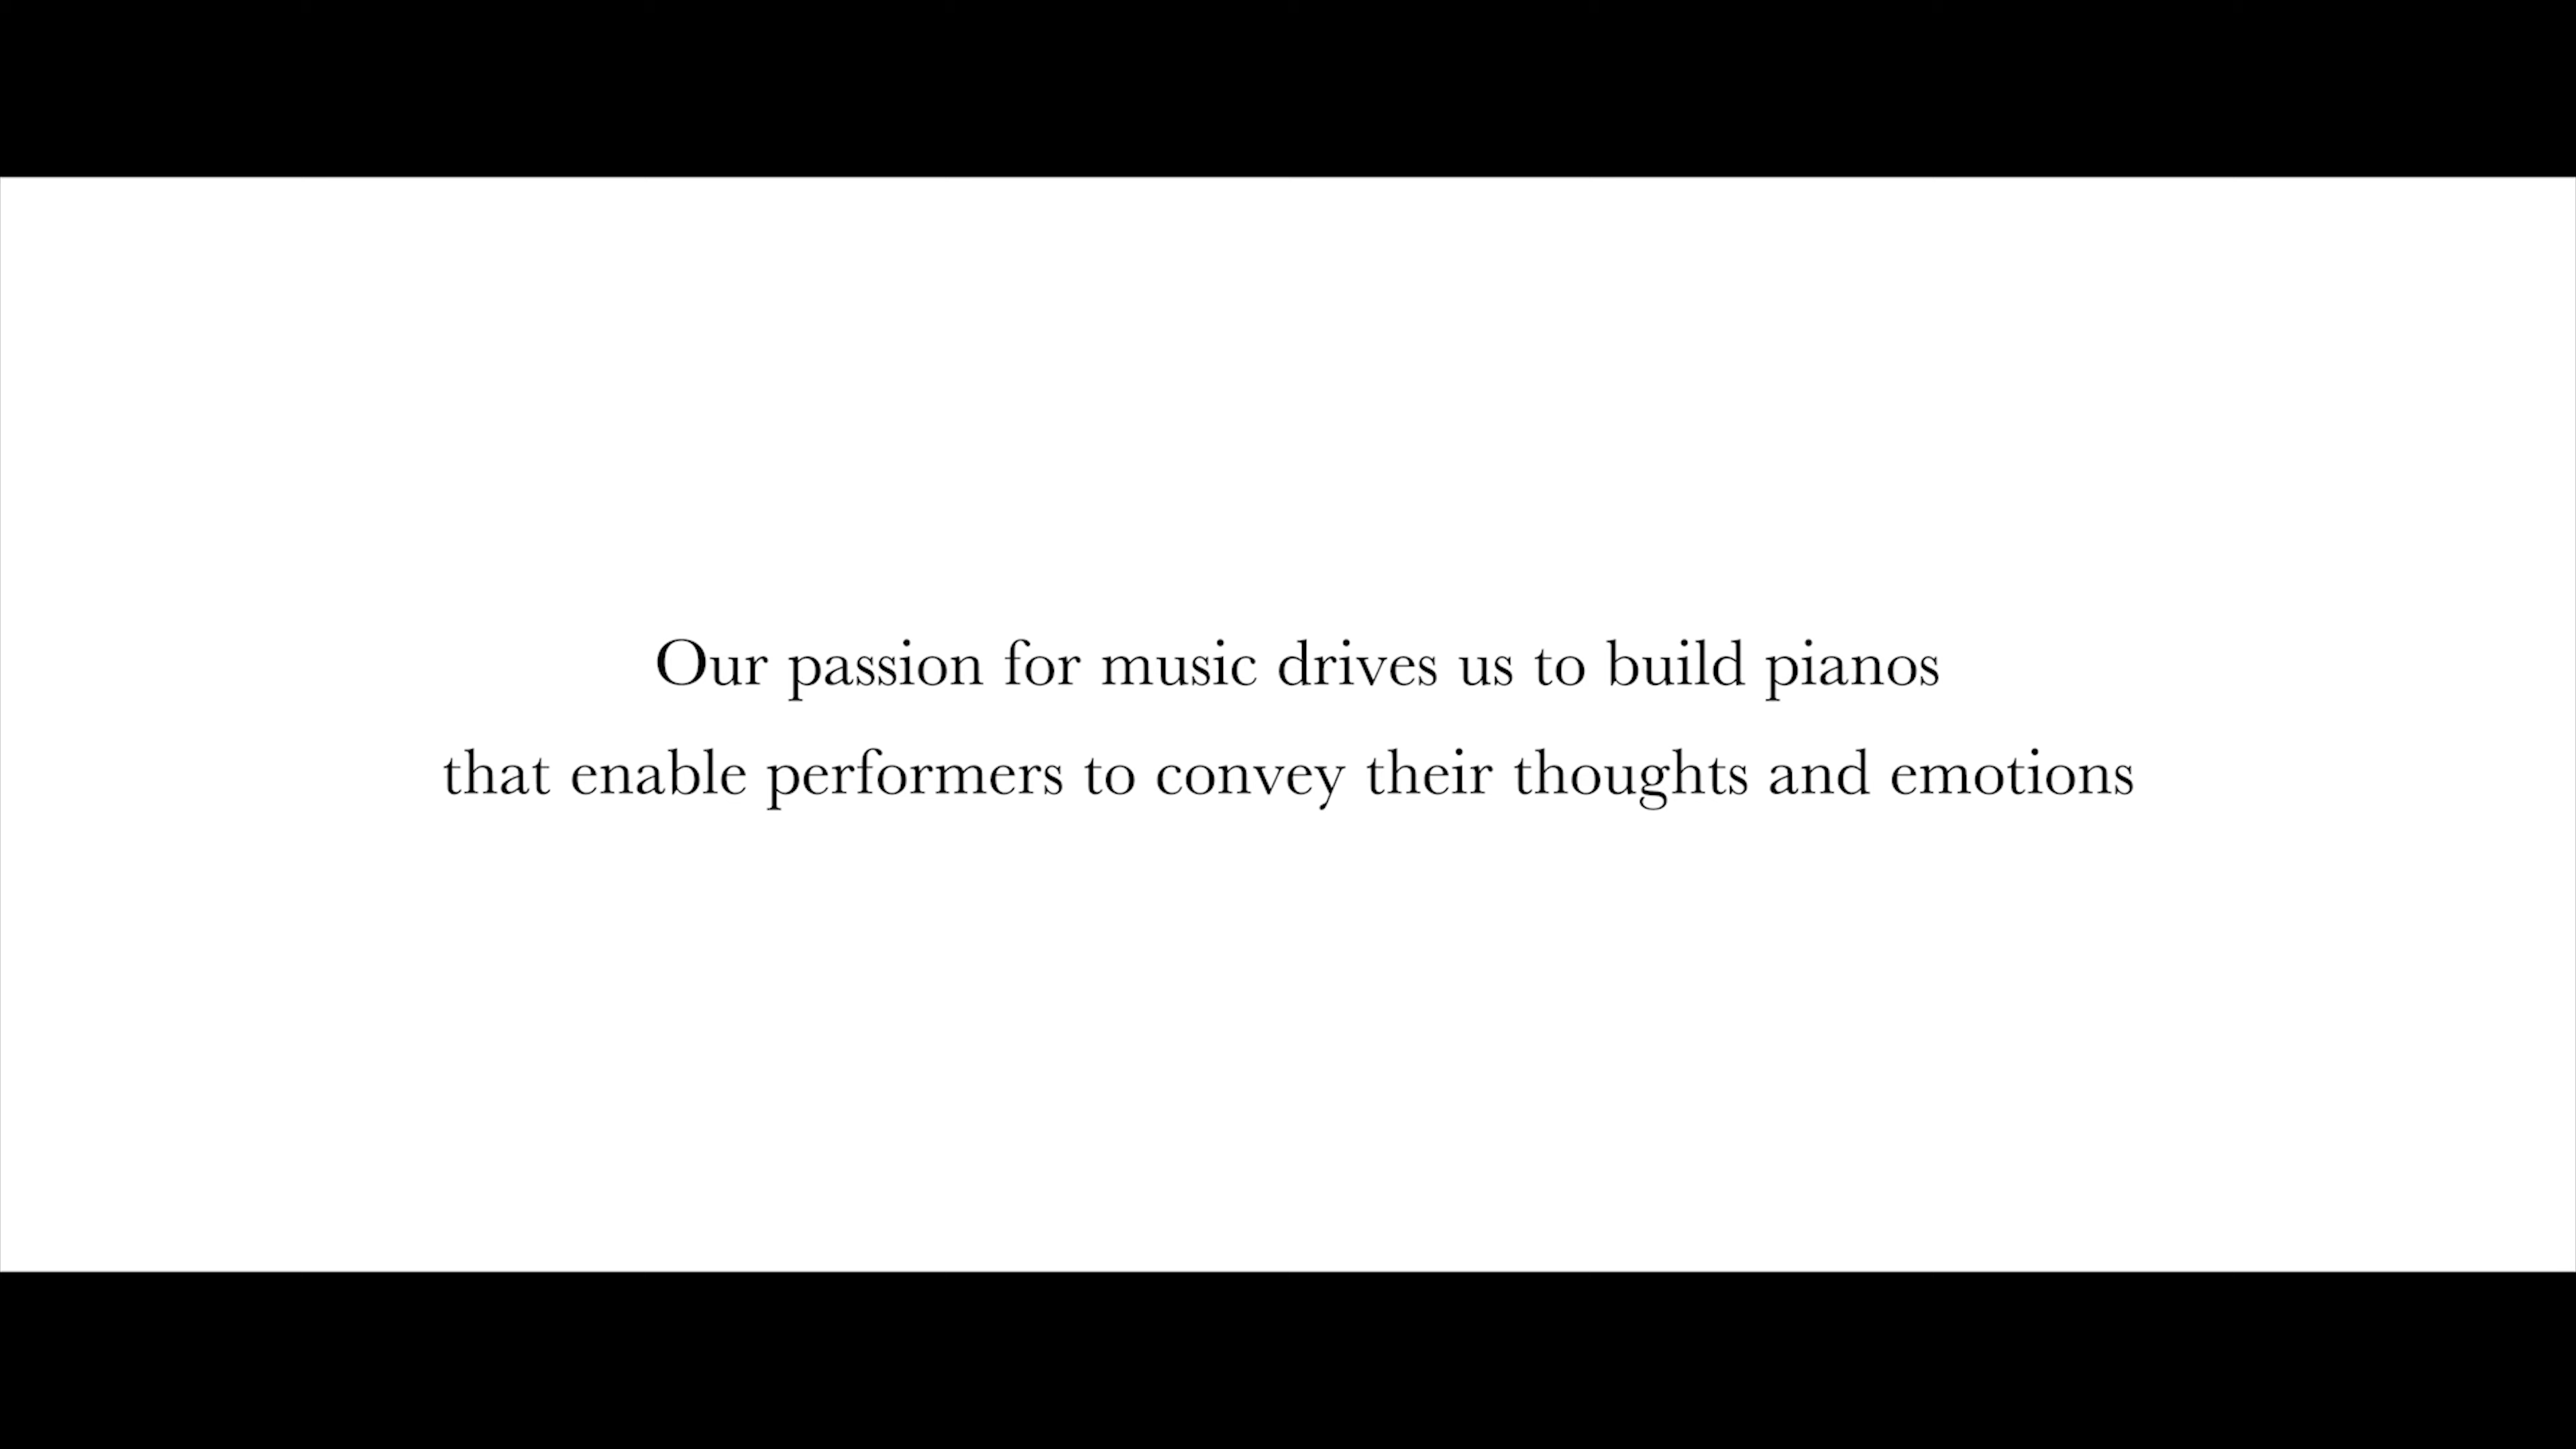 Our passion for music drives us to build pianos
that enable performers to convey their thoughts and emotions